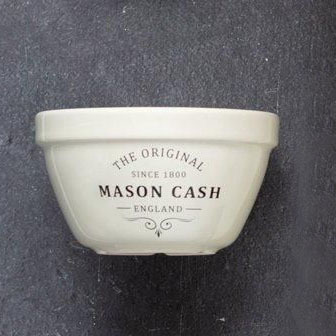 THE ORIGINAL
SINCE 1800
MASON CASH
ENGLAND